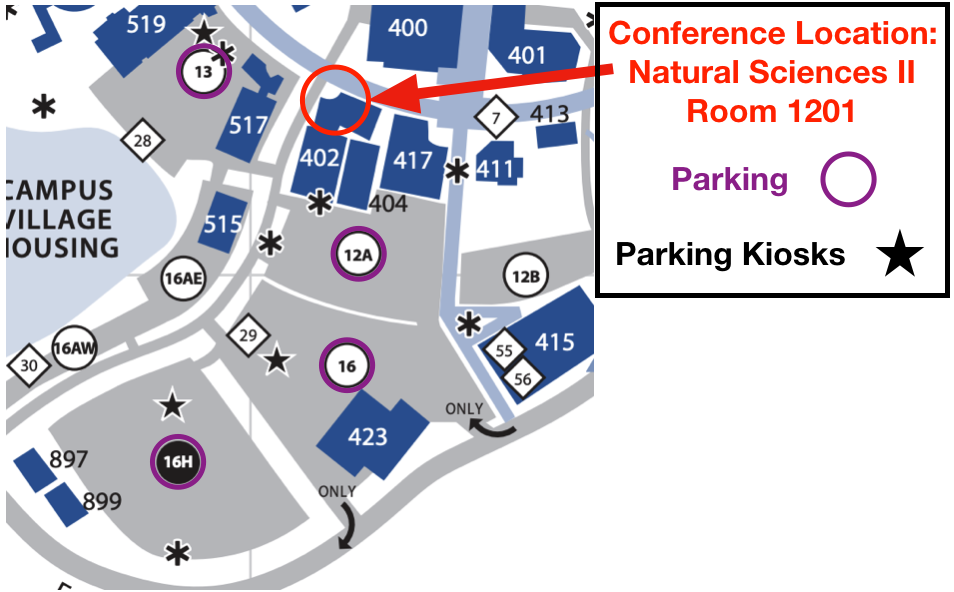 519
400
401
Conference Location:
Natural Sciences II
Room 1201
13
28
517
7
413
402
417
411
404
Parking
CAMPUS
VILLAGE
HOUSING
515
12A
12B
16AE
Parking Kiosks
29
16
16AW
30
55
56
415
ONLY
423
897
899
16H
ONLY